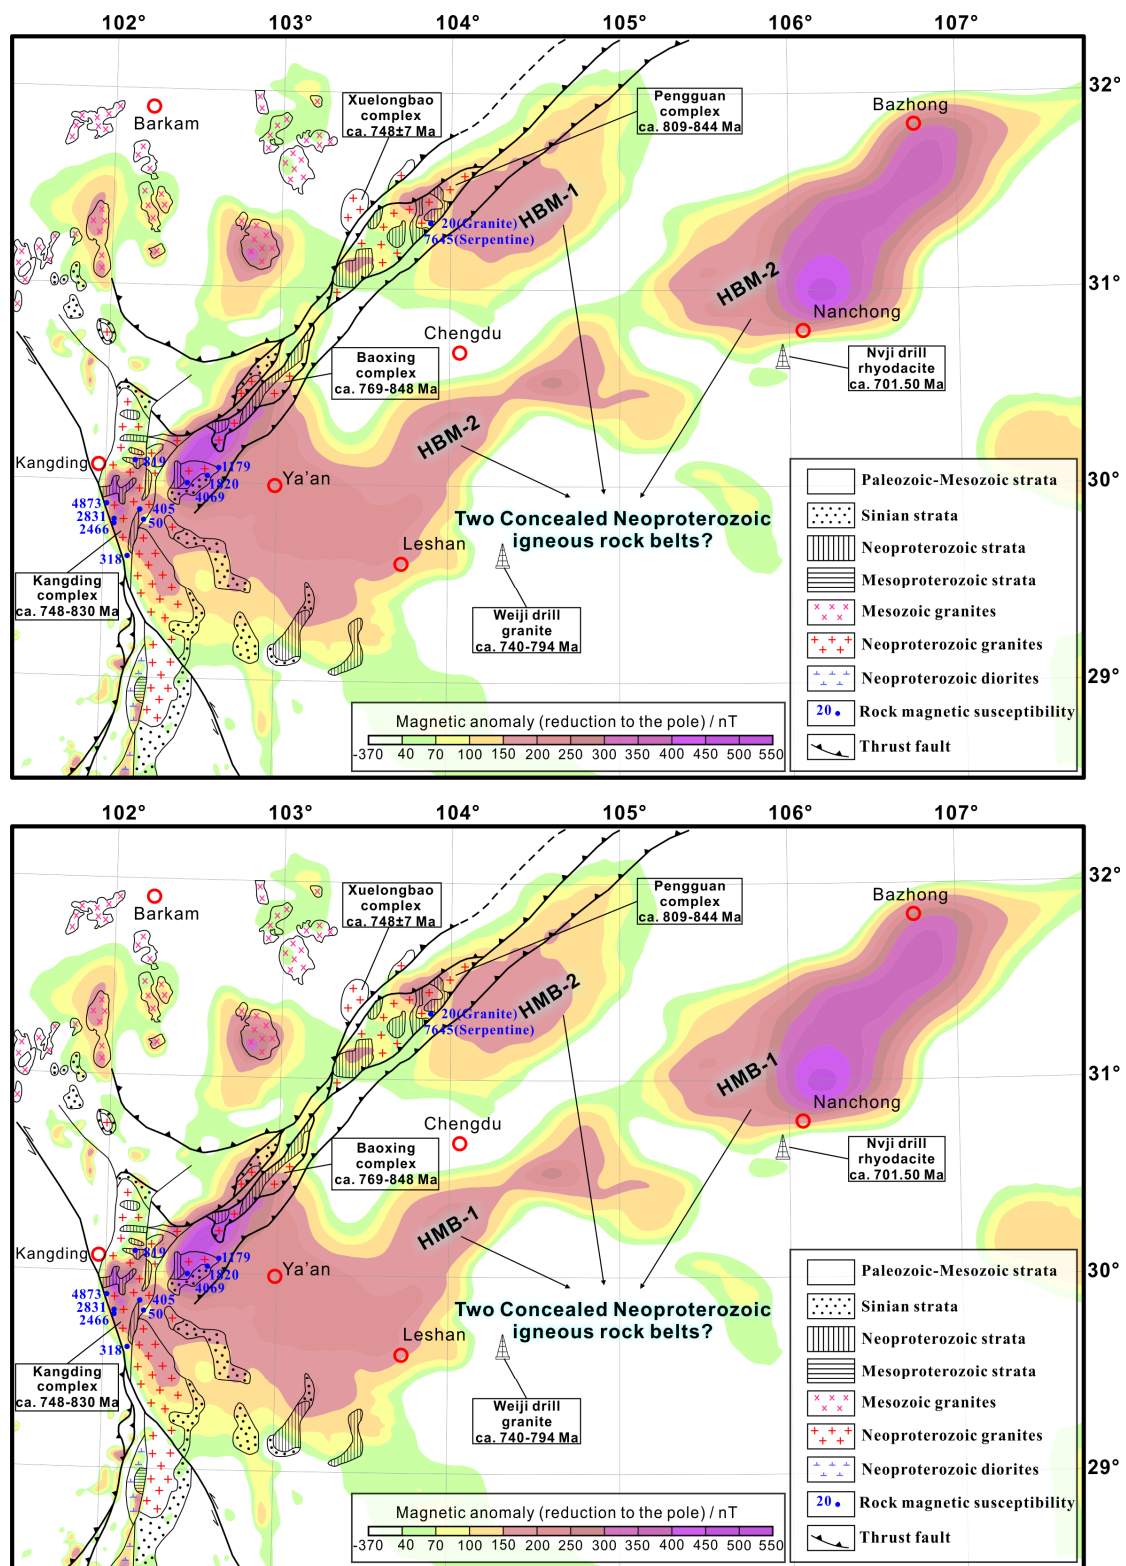 102° 103° 104° 105° 106° 107°
32°
Barkam
Xuelongbao
complex
ca. 748±7 Ma
Pengguan
complex
ca. 809-844 Ma
Bazhong
HBM-1
20(Granite)
7645(Serpentine)
31°
HBM-2
Nanchong
Chengdu
Nvji drill
rhyodacite
ca. 701.50 Ma
Baoxing
complex
ca. 769-848 Ma
HBM-2
Kangding
819
1179
1820
4069
Ya'an
30°
4873
2831
2466
405
50
318
Two Concealed Neoproterozoic
igneous rock belts?
Leshan
Kangding
complex
ca. 748-830 Ma
Weiji drill
granite
ca. 740-794 Ma
29°
Paleozoic-Mesozoic strata
Sinian strata
Neoproterozoic strata
Mesoproterozoic strata
Mesozoic granites
Neoproterozoic granites
Neoproterozoic diorites
20 Rock magnetic susceptibility
Thrust fault
Magnetic anomaly (reduction to the pole) / nT
-370 40 70 100 150 200 250 300 350 400 450 500 550
102° 103° 104° 105° 106° 107°
32°
Barkam
Xuelongbao
complex
ca. 748±7 Ma
Pengguan
complex
ca. 809-844 Ma
Bazhong
HMB-2
20(Granite)
7645(Serpentine)
31°
HMB-1
Nanchong
Chengdu
Nvji drill
rhyodacite
ca. 701.50 Ma
Baoxing
complex
ca. 769-848 Ma
HMB-1
Kangding
819
1179
1820
4069
Ya'an
30°
4873
2831
2466
405
50
318
Two Concealed Neoproterozoic
igneous rock belts?
Leshan
Kangding
complex
ca. 748-830 Ma
Weiji drill
granite
ca. 740-794 Ma
29°
Paleozoic-Mesozoic strata
Sinian strata
Neoproterozoic strata
Mesoproterozoic strata
Mesozoic granites
Neoproterozoic granites
Neoproterozoic diorites
20 Rock magnetic susceptibility
Thrust fault
Magnetic anomaly (reduction to the pole) / nT
-370 40 70 100 150 200 250 300 350 400 450 500 550